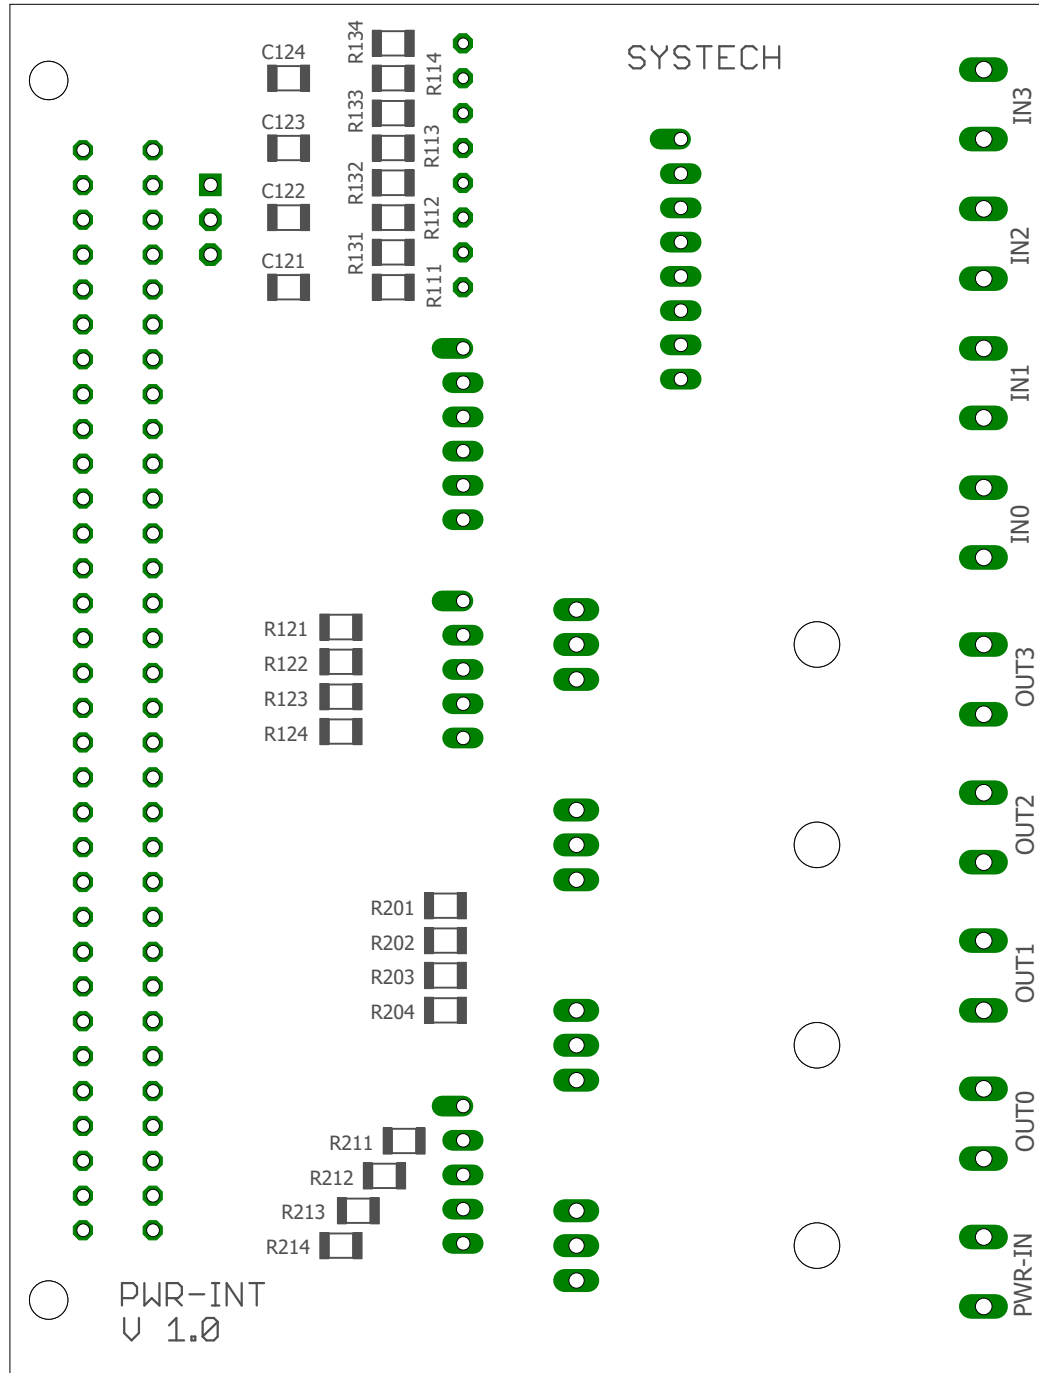 R134
C124
R114
SYSTECH
IN3
R133
C123
R113
R132
C122
R112
IN2
R131
C121
R111
IN1
IN0
R121
R122
R123
R124
OUT3
OUT2
R201
R202
R203
R204
OUT1
OUT0
R211
R212
R213
R214
PWR-IN
PWR-INT
V 1.0